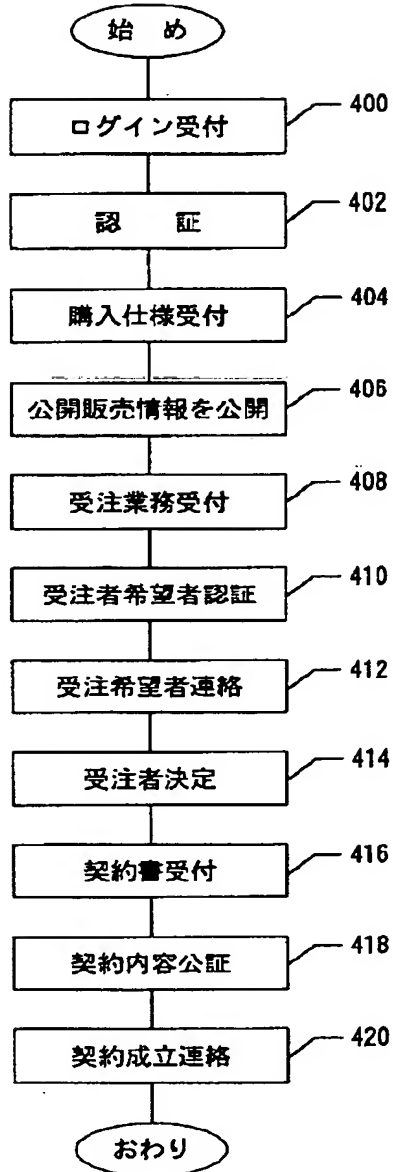 始 め
ログイン受付
400
認 証
402
購入仕様受付
404
公開販売情報を公開
406
受注業務受付
408
受注者希望者認証
410
受注希望者連絡
412
受注者決定
414
契約書受付
416
契約内容公証
418
契約成立連絡
420
おわり